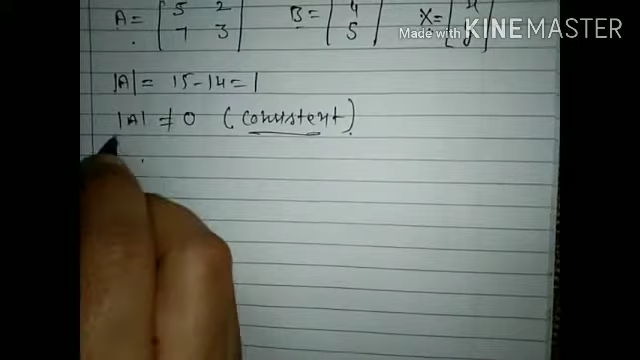 A = [5 2 B = [4 X = [x
7 3] 5] y]
Made with KINEMASTER
|A| = 15 - 14 = 1
|A| ≠ 0 (consistent).